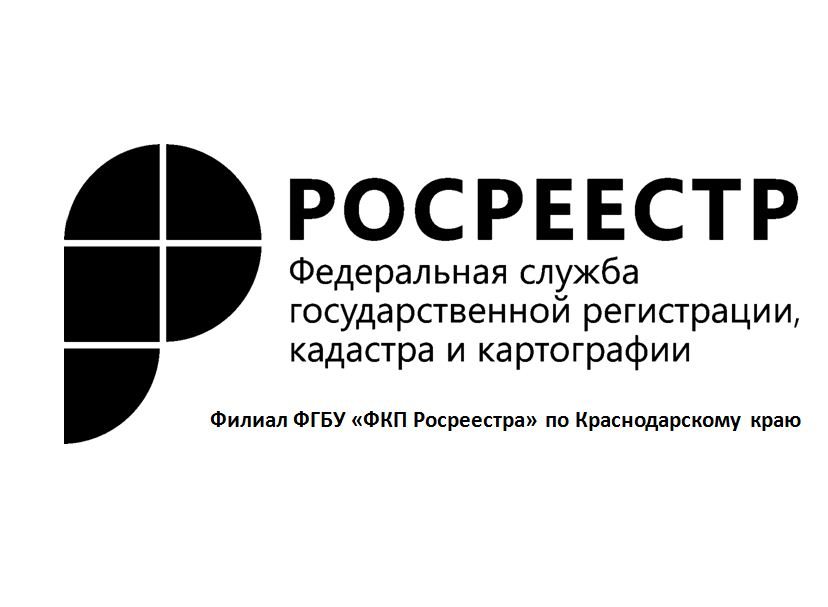 РОСРЕЕСТР
Федеральная служба
государственной регистрации,
кадастра и картографии
Филиал ФГБУ «ФКП Росреестра» по Краснодарскому краю